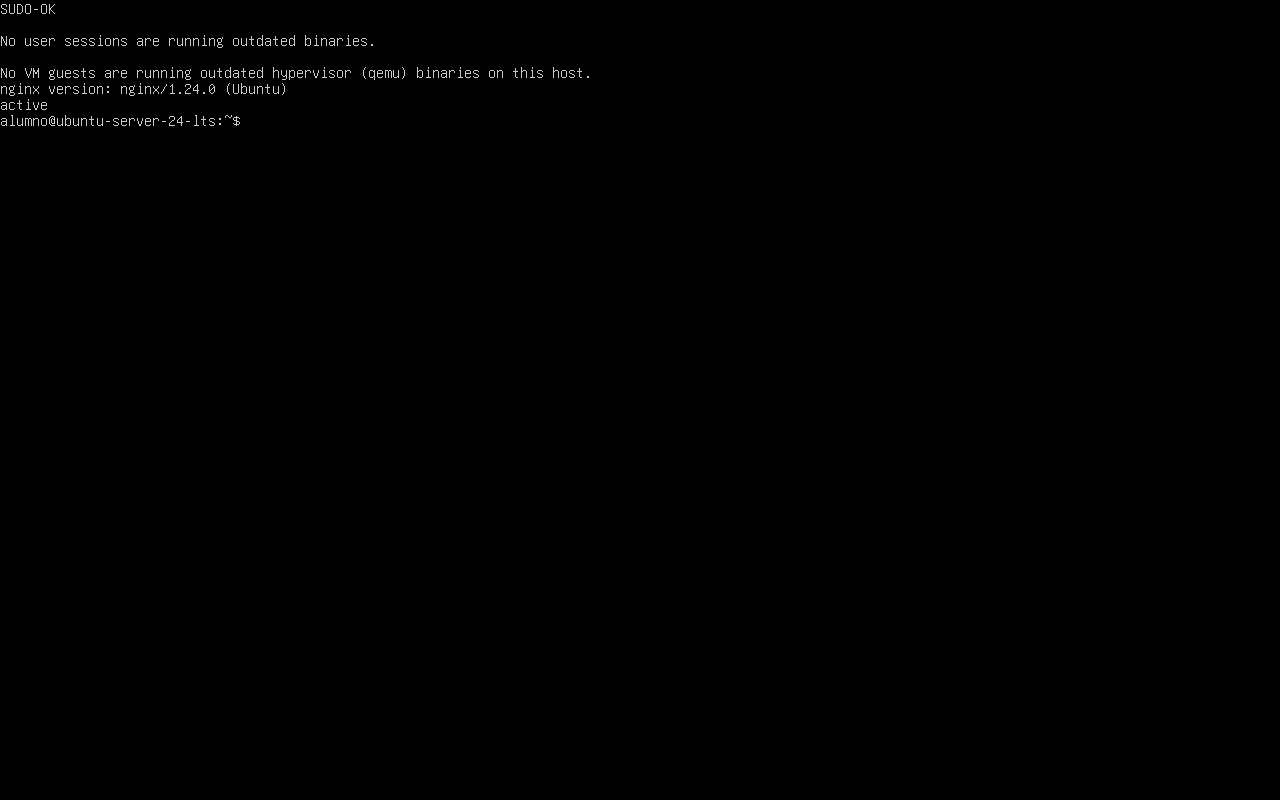 SUDO-OK
No user sessions are running outdated binaries.
No VM guests are running outdated hypervisor (qemu) binaries on this host.
nginx version: nginx/1.24.0 (Ubuntu)
active
alumno@ubuntu-server-24-lts:~$